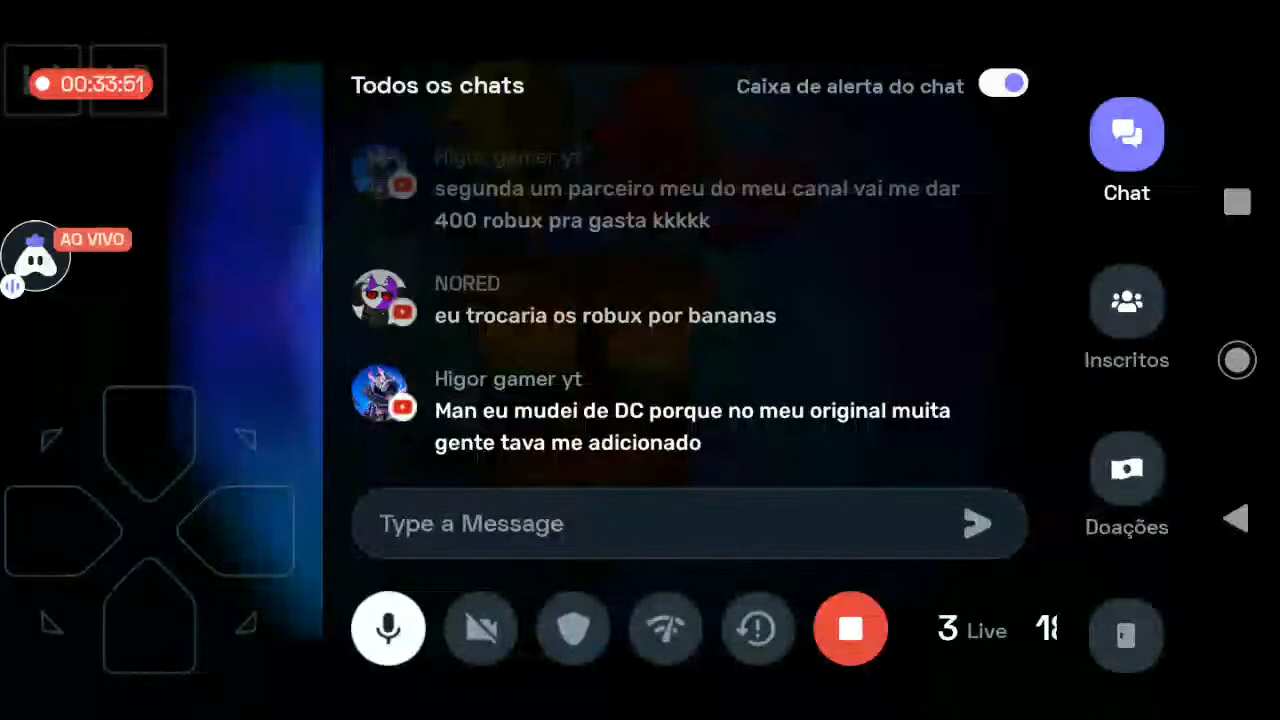 00:33:51
Todos os chats
Caixa de alerta do chat
Higor gamer yt
segunda um parceiro meu do meu canal vai me dar
400 robux pra gasta kkkkk
AO VIVO
NORED
eu trocaria os robux por bananas
Higor gamer yt
Man eu mudei de DC porque no meu original muita
gente tava me adicionado
Type a Message
3 Live
Chat
Inscritos
Doações